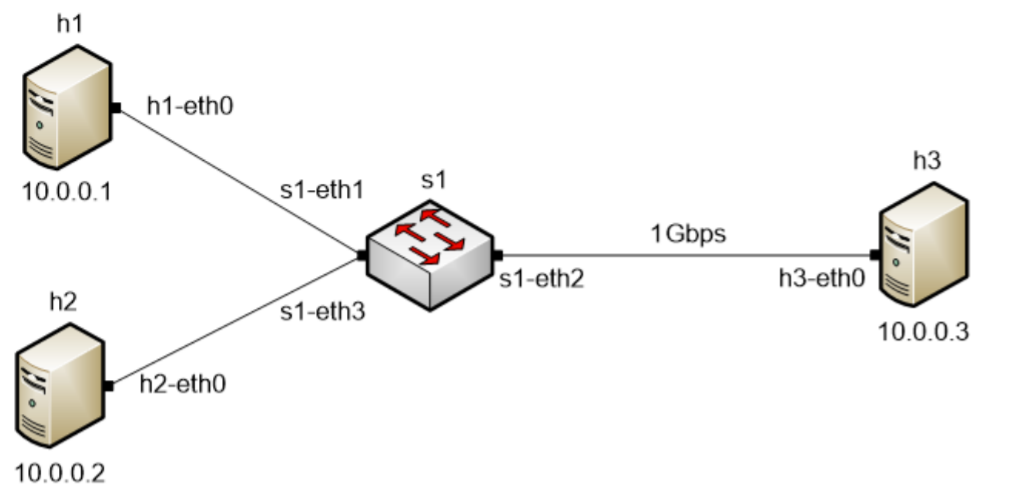 h1
h1-eth0
10.0.0.1
s1-eth1
s1
h3
1Gbps
s1-eth2
h3-eth0
10.0.0.3
h2
s1-eth3
h2-eth0
10.0.0.2